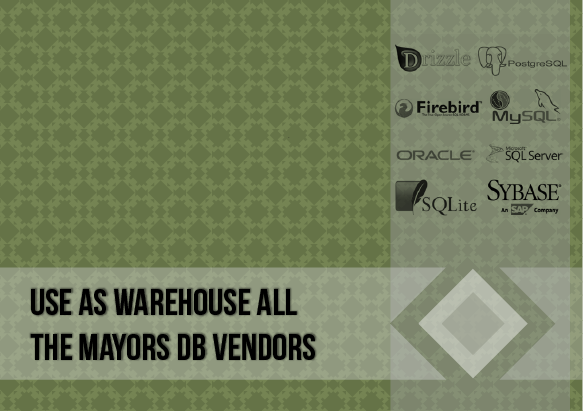 Drizzle PostgreSQL
Firebird MySQL
ORACLE Microsoft SQL Server
SQLite SYBASE
An SAP Company
USE AS WAREHOUSE ALL
THE MAYORS DB VENDORS